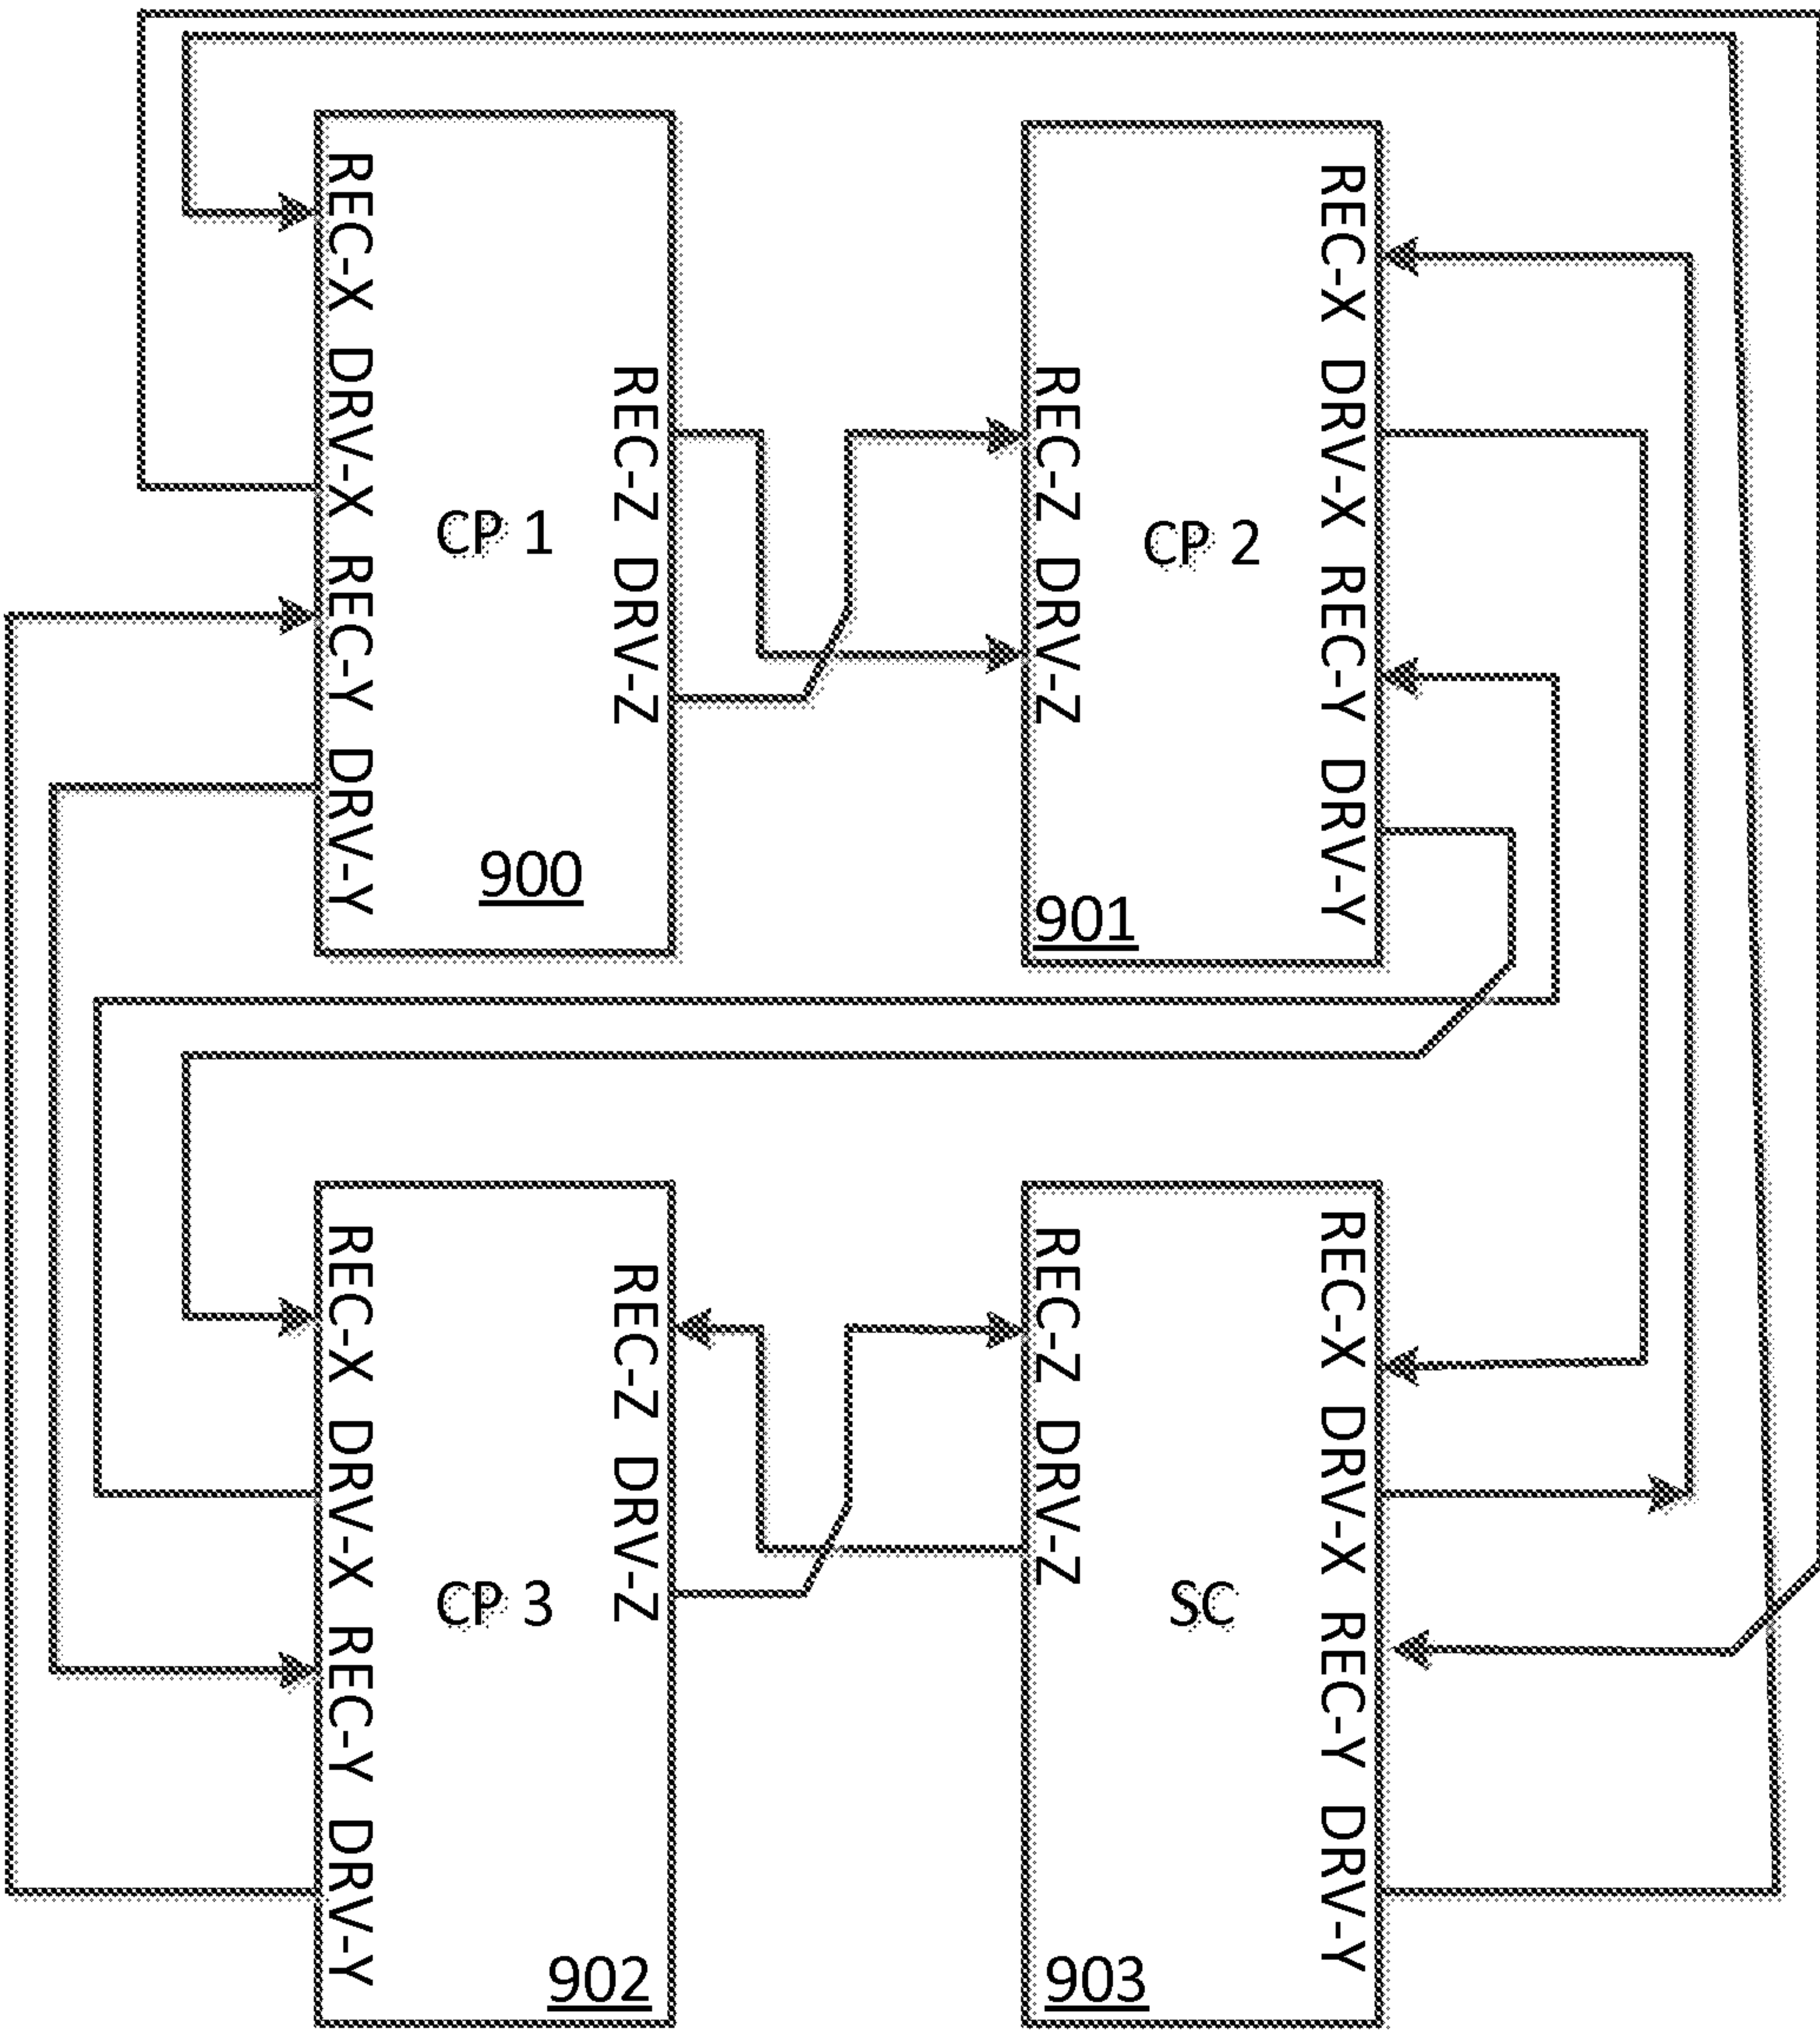 REC-X DRV-X REC-Y DRV-Y
REC-Z DRV-Z
CP 1
900
REC-Z DRV-Z
REC-X DRV-X REC-Y DRV-Y
CP 2
901
REC-X DRV-X REC-Y DRV-Y
REC-Z DRV-Z
CP 3
902
REC-Z DRV-Z
REC-X DRV-X REC-Y DRV-Y
SC
903